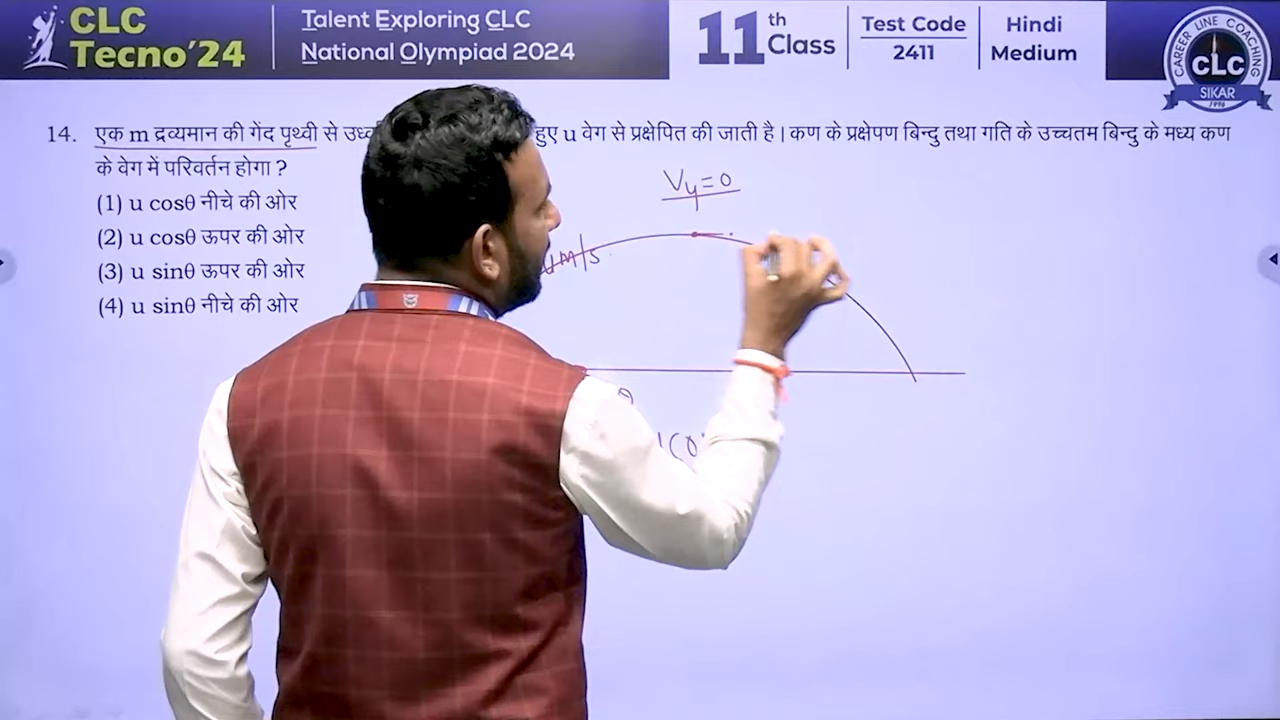 CLC
Tecno'24
Talent Exploring CLC
National Olympiad 2024
11th Class
Test Code
2411
Hindi
Medium
CAREER LINE COACHING
CLC
SIKAR
1996
14. एक m द्रव्यमान की गेंद पृथ्वी से हुए u वेग से प्रक्षेपित की जाती है। कण के प्रक्षेपण बिन्दु तथा गति के उच्चतम बिन्दु के मध्य कण
के वेग में परिवर्तन होगा ?
(1) u cosθ नीचे की ओर
(2) u cosθ ऊपर की ओर
(3) u sinθ ऊपर की ओर
(4) u sinθ नीचे की ओर
Vy=0
M/s
θ